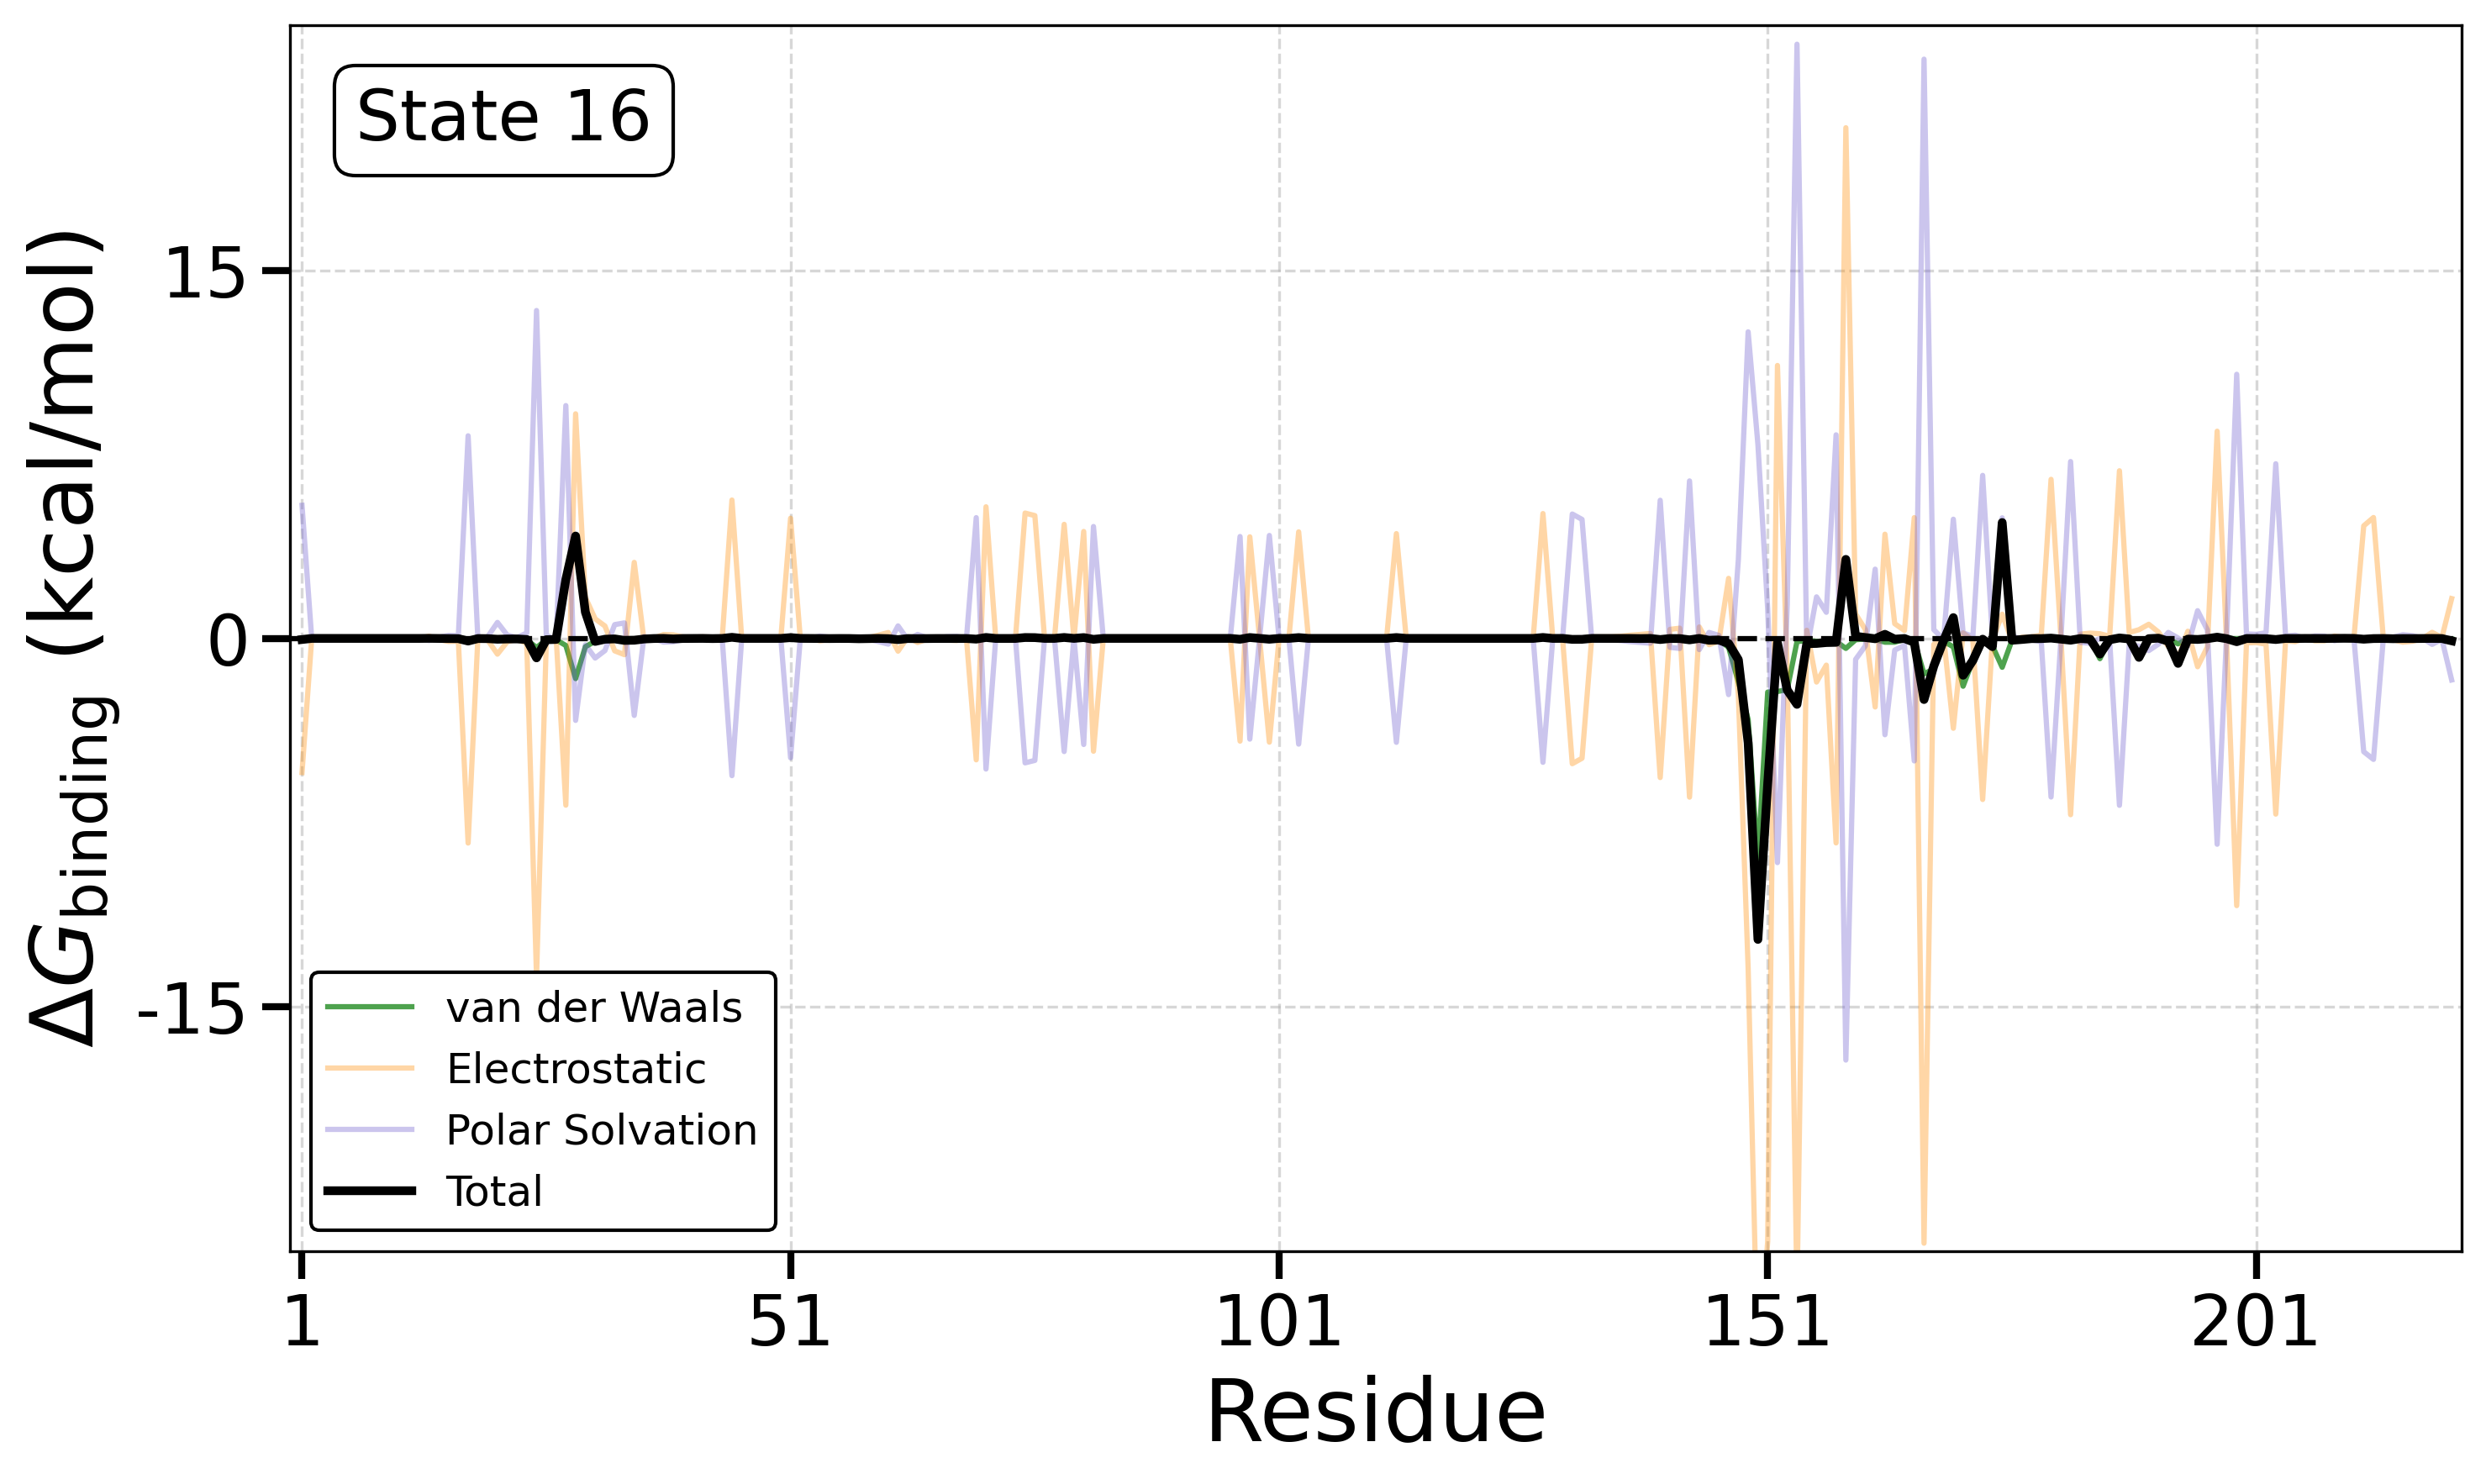 State 16
ΔGbinding (kcal/mol)
15
0
-15
van der Waals
Electrostatic
Polar Solvation
Total
1 51 101 151 201
Residue